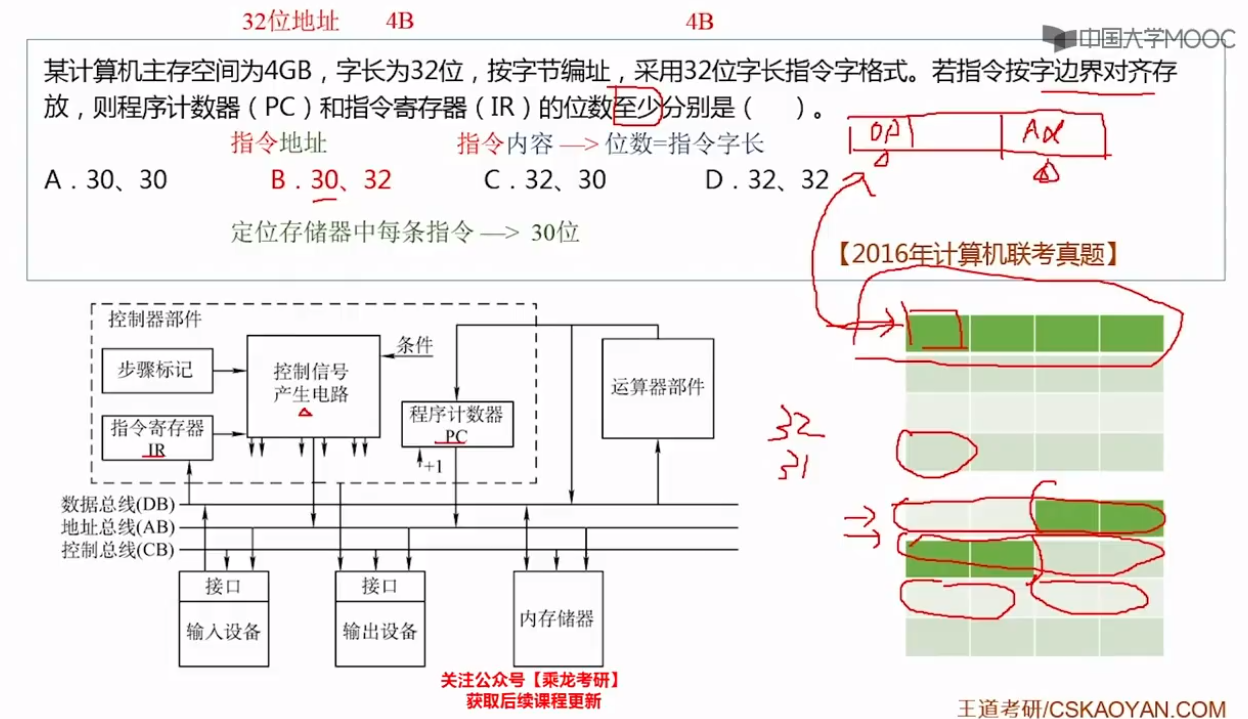 32位地址 4B 4B
中国大学MOOC
某计算机主存空间为4GB，字长为32位，按字节编址，采用32位字长指令字格式。若指令按字边界对齐存
放，则程序计数器（PC）和指令寄存器（IR）的位数至少分别是（ ）。
指令地址 指令内容 —> 位数=指令字长
OP Ad
A．30、30 B．30、32 C．32、30 D．32、32
定位存储器中每条指令 —> 30位
【2016年计算机联考真题】
控制器部件
步骤标记
控制信号
产生电路
条件
指令寄存器
IR
程序计数器
PC
+1
运算器部件
32
31
数据总线(DB)
地址总线(AB)
控制总线(CB)
接口 接口
输入设备 输出设备 内存储器
关注公众号【乘龙考研】
获取后续课程更新
王道考研/CSKAOYAN.COM